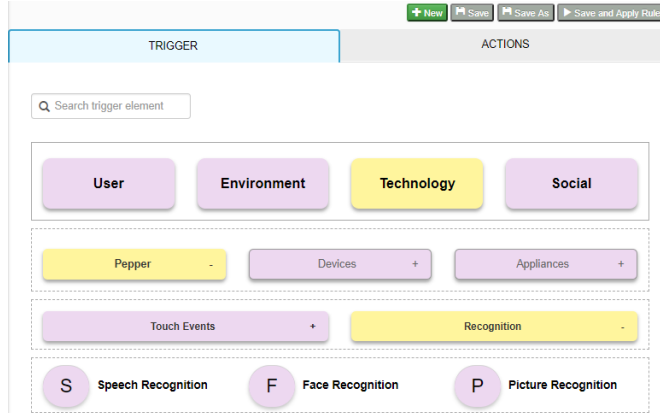 New Save Save As Save and Apply Rule
TRIGGER ACTIONS
Search trigger element
User Environment Technology Social
Pepper - Devices + Appliances +
Touch Events + Recognition -
S Speech Recognition F Face Recognition P Picture Recognition